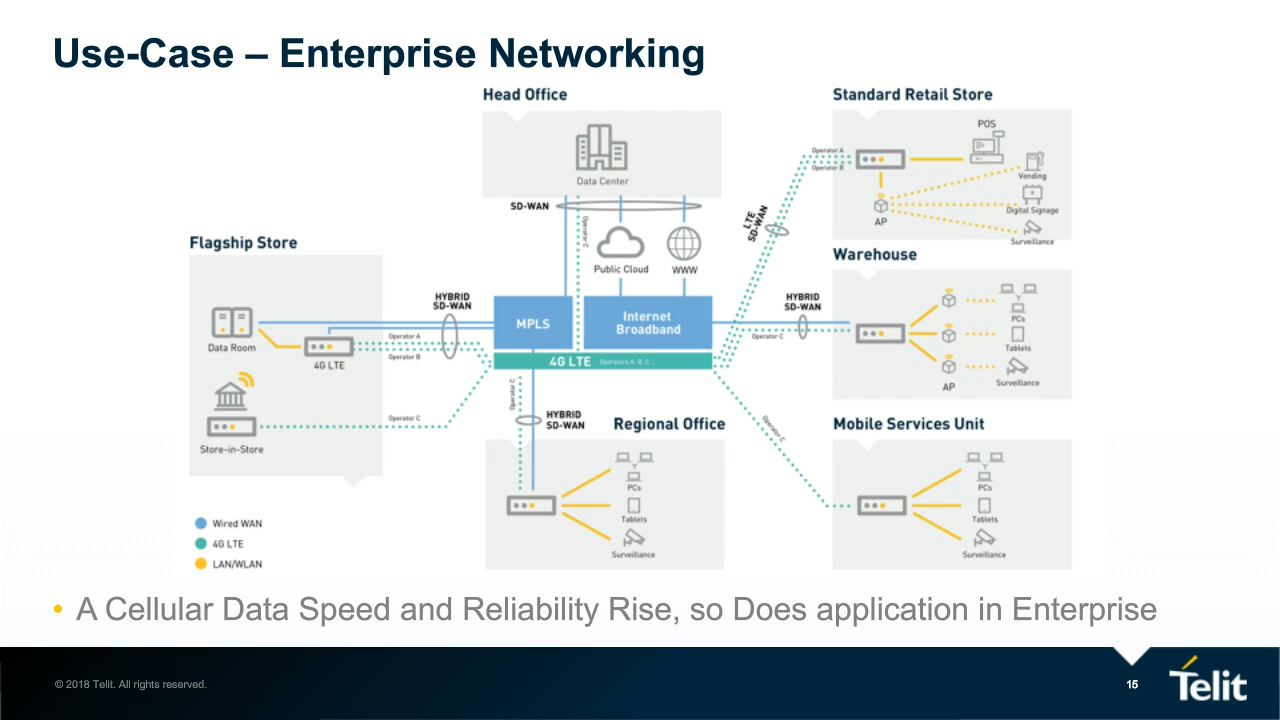 Use-Case – Enterprise Networking
Head Office
Data Center
SD-WAN
Operator C
Public Cloud
WWW
Flagship Store
Data Room
4G LTE
Store-in-Store
HYBRID
SD-WAN
Operator A
Operator B
Operator C
MPLS
Internet
Broadband
4G LTE
Operators A, B, C...
Operator C
HYBRID
SD-WAN
Regional Office
PCs
Tablets
Surveillance
Standard Retail Store
Operator A
Operator B
LTE
SD-WAN
POS
Vending
Digital Signage
Surveillance
AP
Warehouse
HYBRID
SD-WAN
Operator C
PCs
Tablets
Surveillance
AP
Mobile Services Unit
Operator C
PCs
Tablets
Surveillance
Wired WAN
4G LTE
LAN/WLAN
• A Cellular Data Speed and Reliability Rise, so Does application in Enterprise
© 2018 Telit. All rights reserved.
15
Telit